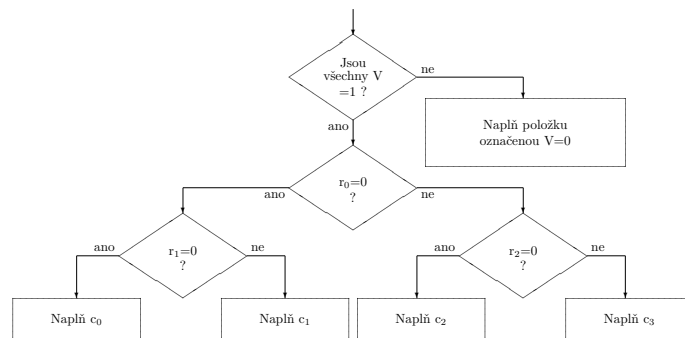 Jsou
všechny V
=1 ?
ne
Naplň položku
označenou V=0
ano
r₀=0
?
ano
ne
r₁=0
?
ano
ne
r₂=0
?
ano
ne
Naplň c₀
Naplň c₁
Naplň c₂
Naplň c₃